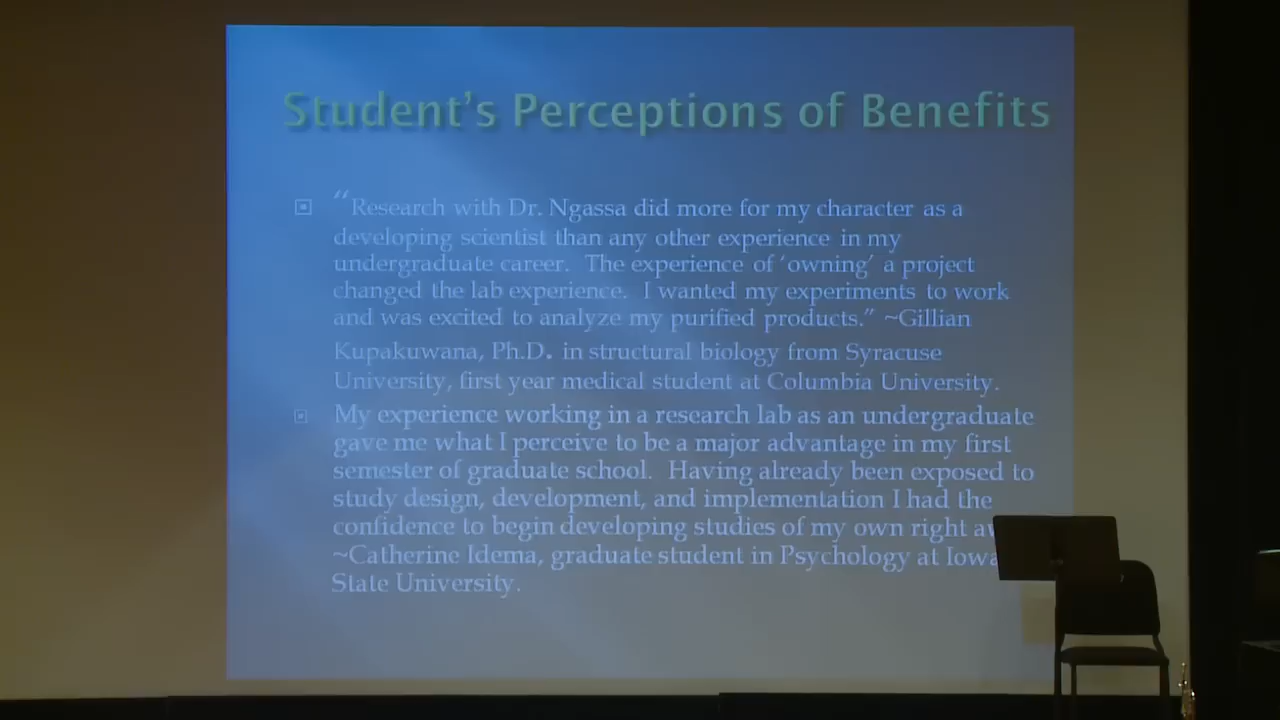 Student's Perceptions of Benefits
“Research with Dr. Ngassa did more for my character as a
developing scientist than any other experience in my
undergraduate career. The experience of ‘owning’ a project
changed the lab experience. I wanted my experiments to work
and was excited to analyze my purified products.” ~Gillian
Kupakuwana, Ph.D. in structural biology from Syracuse
University, first year medical student at Columbia University.
My experience working in a research lab as an undergraduate
gave me what I perceive to be a major advantage in my first
semester of graduate school. Having already been exposed to
study design, development, and implementation I had the
confidence to begin developing studies of my own right
~Catherine Idema, graduate student in Psychology at Iowa
State University.